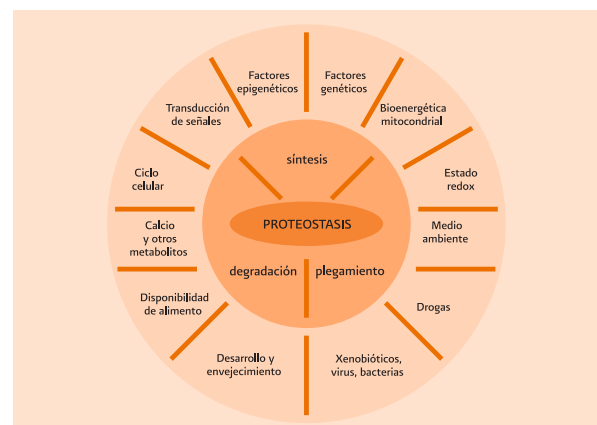 Factores
epigenéticos
Factores
genéticos
Transducción
de señales
Bioenergética
mitocondrial
síntesis
Ciclo
celular
Estado
redox
Calcio
y otros
metabolitos
PROTEOSTASIS
Medio
ambiente
degradación
plegamiento
Disponibilidad
de alimento
Drogas
Desarrollo y
envejecimiento
Xenobióticos,
virus, bacterias